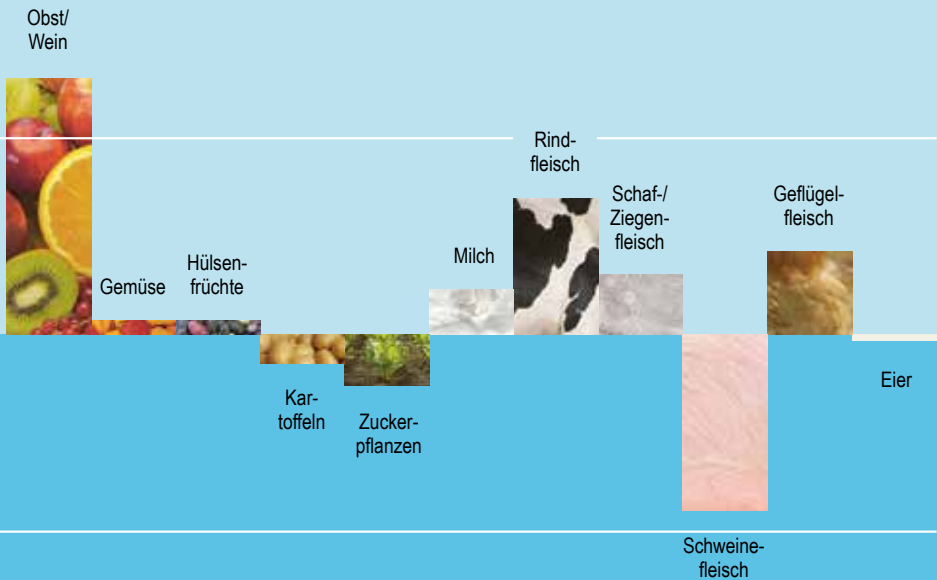 Obst/
Wein
Gemüse
Hülsen-
früchte
Kar-
toffeln
Zucker-
pflanzen
Milch
Rind-
fleisch
Schaf-/
Ziegen-
fleisch
Schweine-
fleisch
Geflügel-
fleisch
Eier